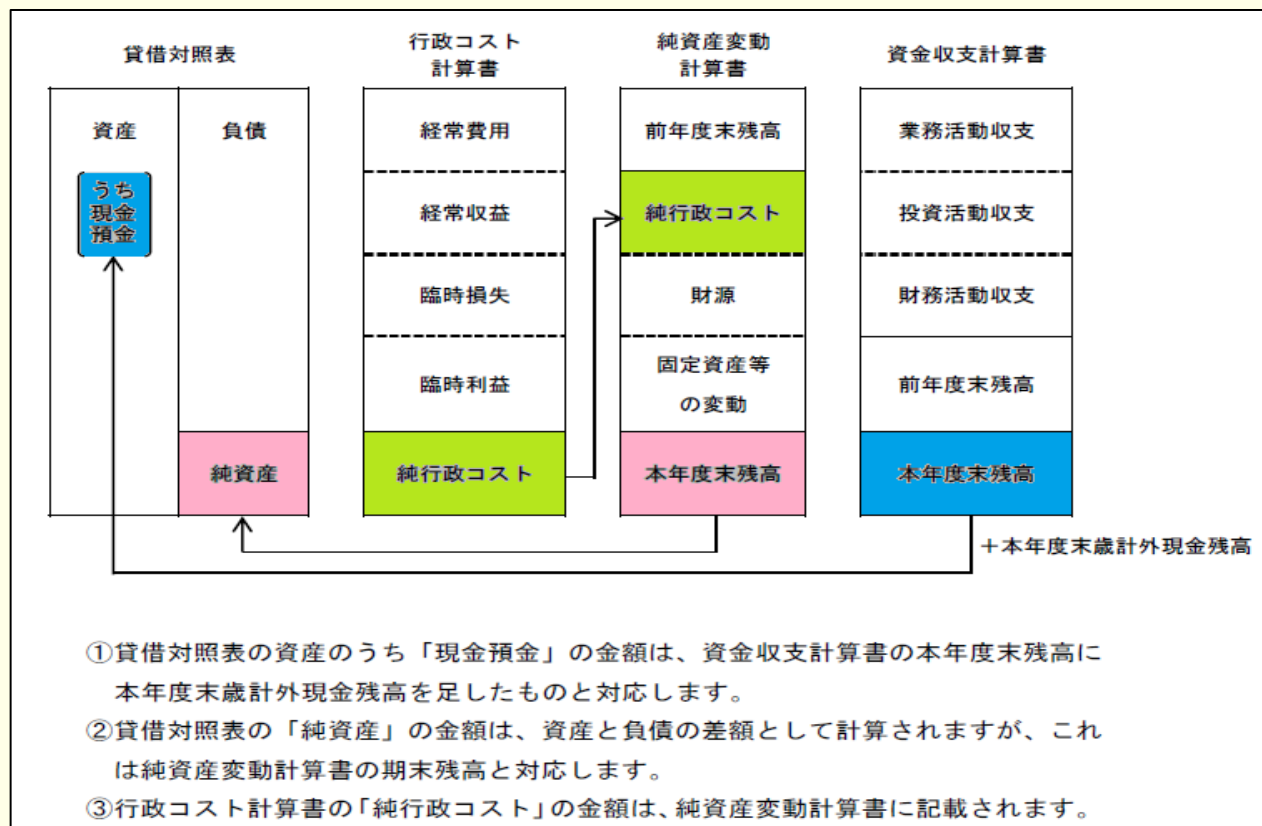 貸借対照表
行政コスト
計算書
純資産変動
計算書
資金収支計算書
資産
負債
うち
現金
預金
純資産
経常費用
経常収益
臨時損失
臨時利益
純行政コスト
前年度末残高
純行政コスト
財源
固定資産等
の変動
本年度末残高
業務活動収支
投資活動収支
財務活動収支
前年度末残高
本年度末残高
＋本年度末歳計外現金残高
①貸借対照表の資産のうち「現金預金」の金額は、資金収支計算書の本年度末残高に
本年度末歳計外現金残高を足したものと対応します。
②貸借対照表の「純資産」の金額は、資産と負債の差額として計算されますが、これ
は純資産変動計算書の期末残高と対応します。
③行政コスト計算書の「純行政コスト」の金額は、純資産変動計算書に記載されます。